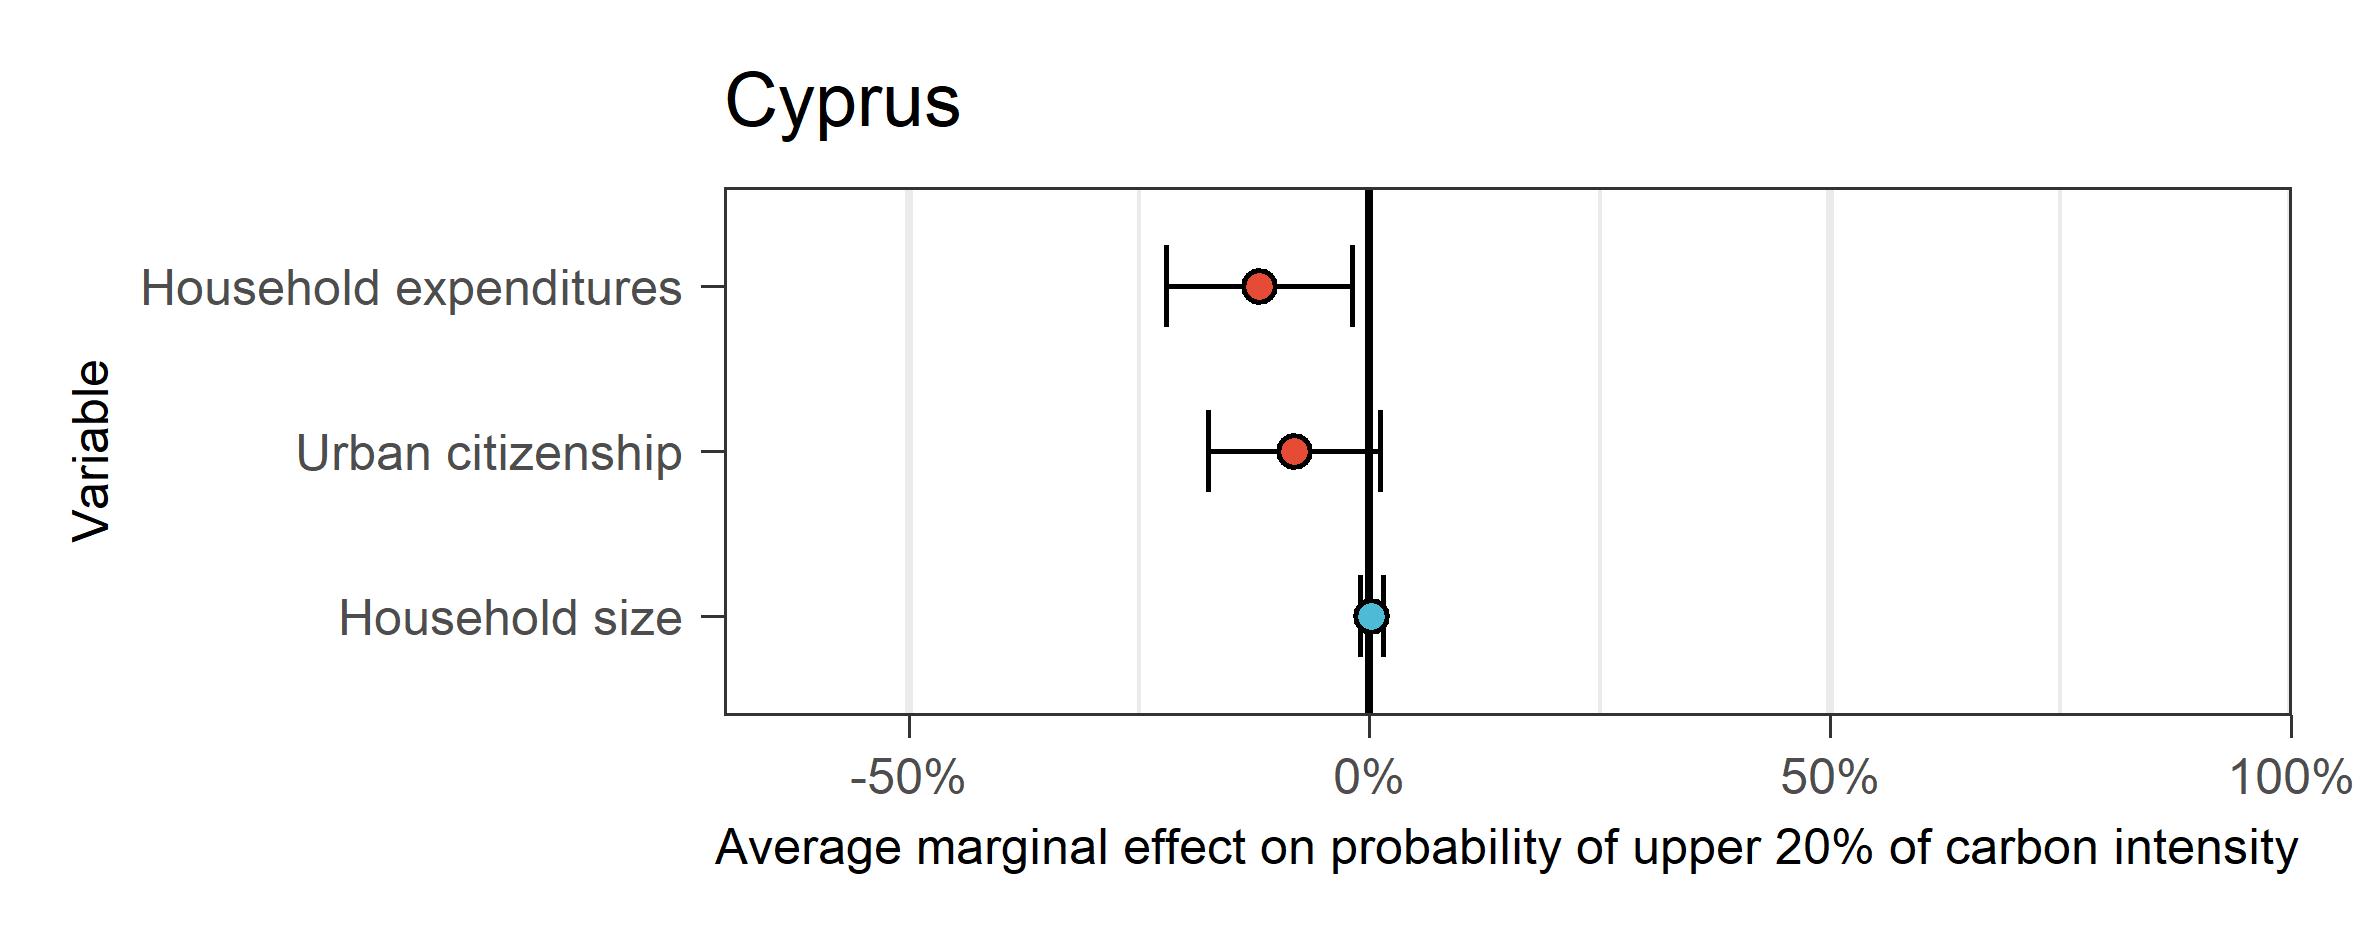 Cyprus
Household expenditures
Urban citizenship
Household size
Variable
-50%
0%
50%
100%
Average marginal effect on probability of upper 20% of carbon intensity